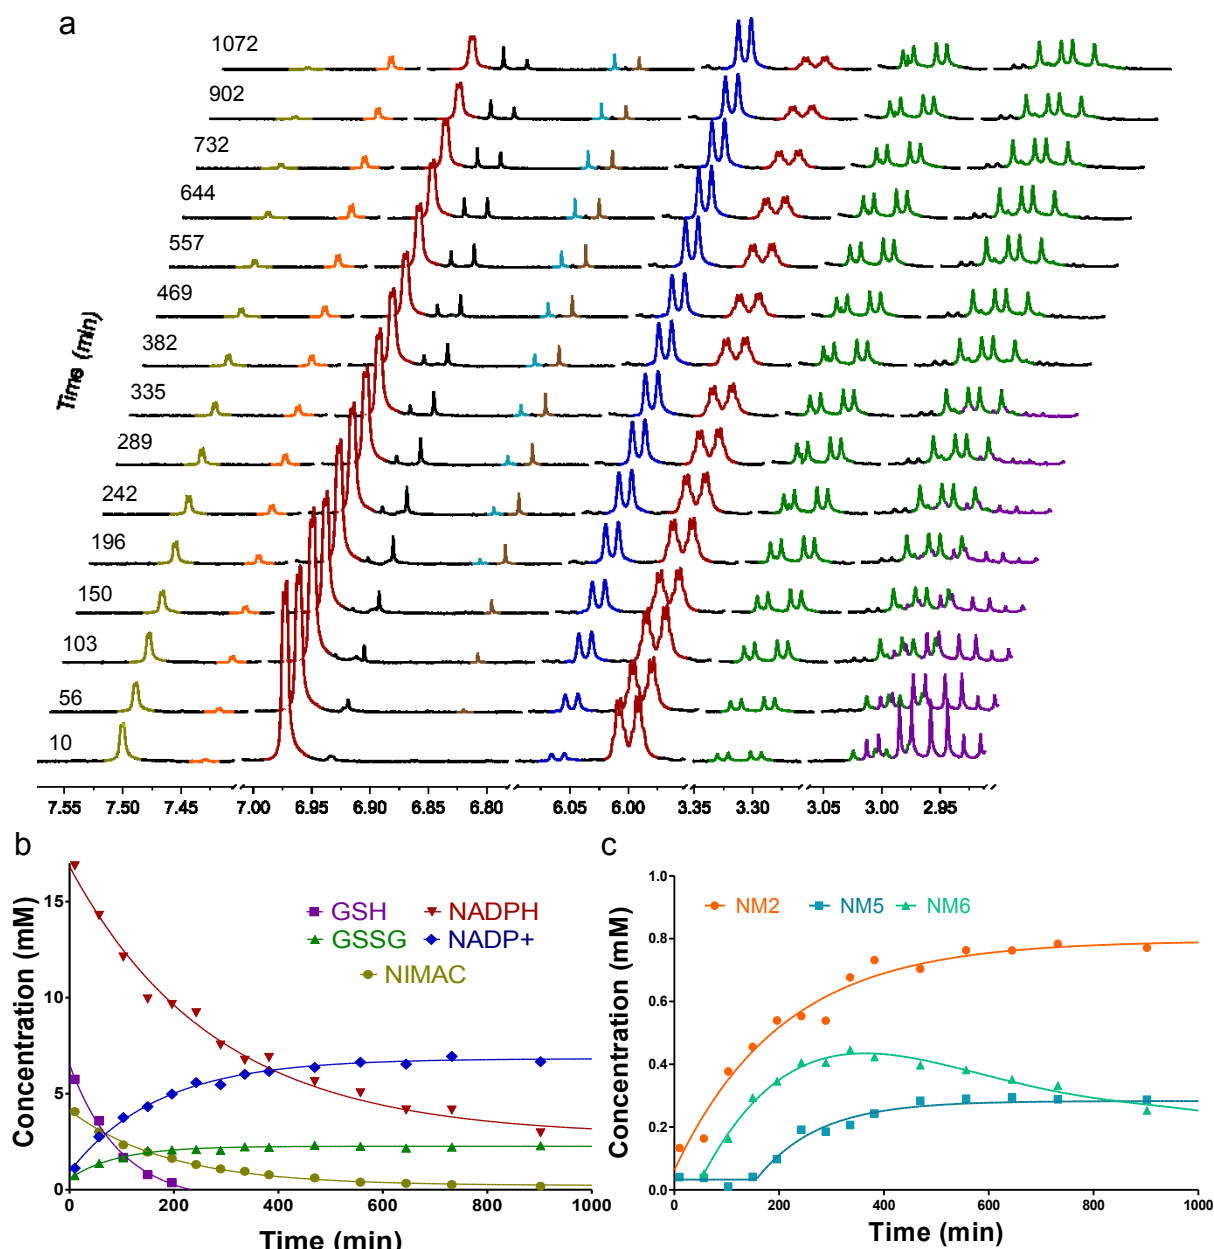 a
1072
902
732
644
557
469
382
335
289
242
196
150
103
56
10
Time (min)
7.55 7.50 7.45 7.00 6.95 6.90 6.85 6.80 6.05 6.00 3.35 3.30 3.05 3.00 2.95
b
Concentration (mM)
15
10
5
0
GSH NADPH
GSSG NADP+
NIMAC
0 200 400 600 800 1000
Time (min)
c
Concentration (mM)
1.0
0.8
0.6
0.4
0.2
0.0
NM2 NM5 NM6
0 200 400 600 800 1000
Time (min)